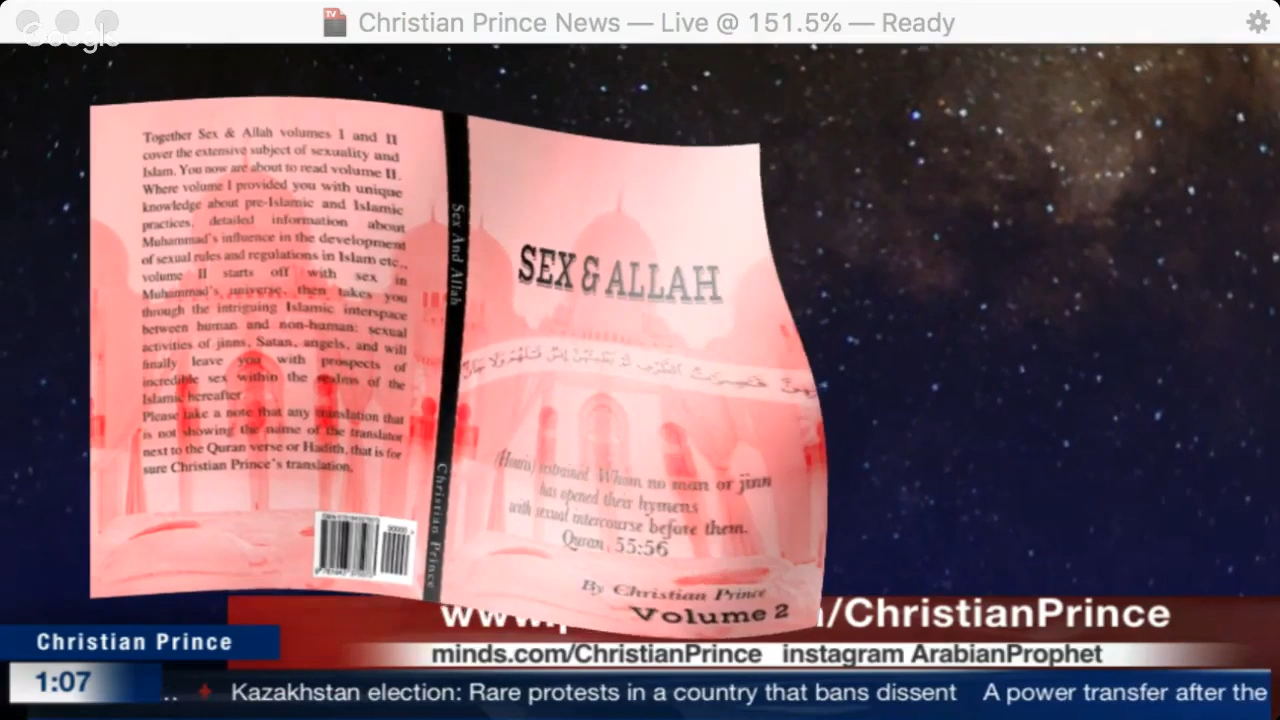 Christian Prince News — Live @ 151.5% — Ready
Google
Together Sex & Allah volumes I and II
cover the extensive subject of sexuality and
Islam. You now are about to read volume II.
Where volume I provided you with unique
knowledge about pre-Islamic and Islamic
practices, detailed information about
Muhammad's influence in the development
of sexual rules and regulations in Islam etc.,
volume II starts off with sex in
Muhammad's universe, then takes you
through the intriguing Islamic interspace
between human and non-human: sexual
activities of jinns, Satan, angels, and will
finally leave you with prospects of
incredible sex within the realms of the
Islamic hereafter
Please take a note that any translation that
is not showing the name of the translator
next to the Quran verse or Hadith, that is for
sure Christian Prince's translation.
Sex And Allah
Christian Prince
SEX & ALLAH
(Houris) restrained Whom no man or jinn
has opened their hymens
with sexual intercourse before them.
Quran, 55:56
By Christian Prince
Volume 2
/ChristianPrince
minds.com/ChristianPrince instagram ArabianProphet
Christian Prince
1:07
.. Kazakhstan election: Rare protests in a country that bans dissent A power transfer after the